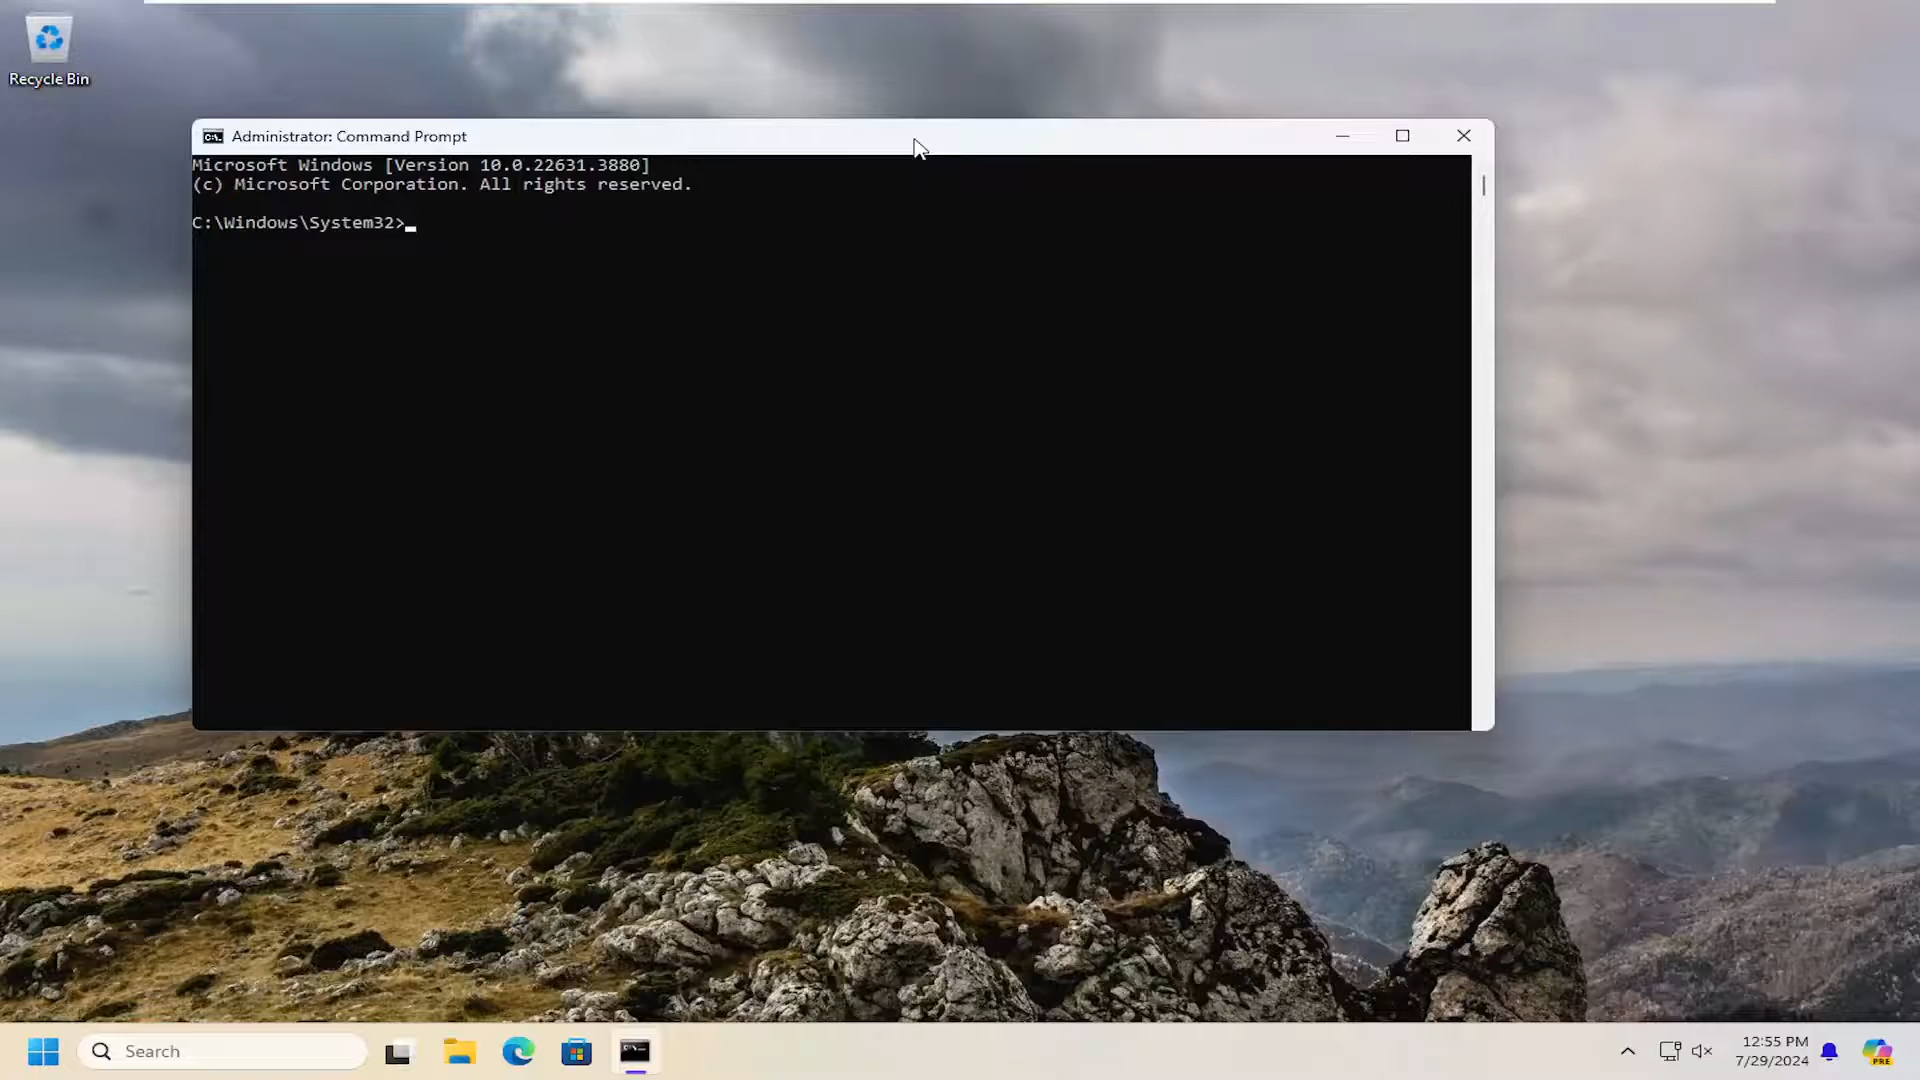 Recycle Bin
Administrator: Command Prompt
Microsoft Windows [Version 10.0.22631.3880]
(c) Microsoft Corporation. All rights reserved.
C:\Windows\System32>
Search
12:55 PM
7/29/2024
PRE